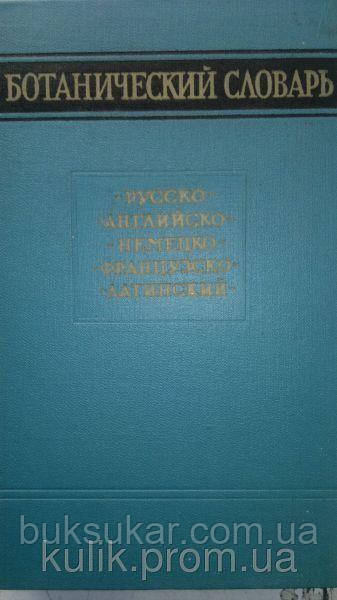 БОТАНИЧЕСКИЙ СЛОВАРЬ
·РУССКО·
·АНГЛИЙСКО·
·НЕМЕЦКО·
·ФРАНЦУЗСКО·
·ЛАТИНСКИЙ·
buksukar.com.ua
kulik.prom.ua